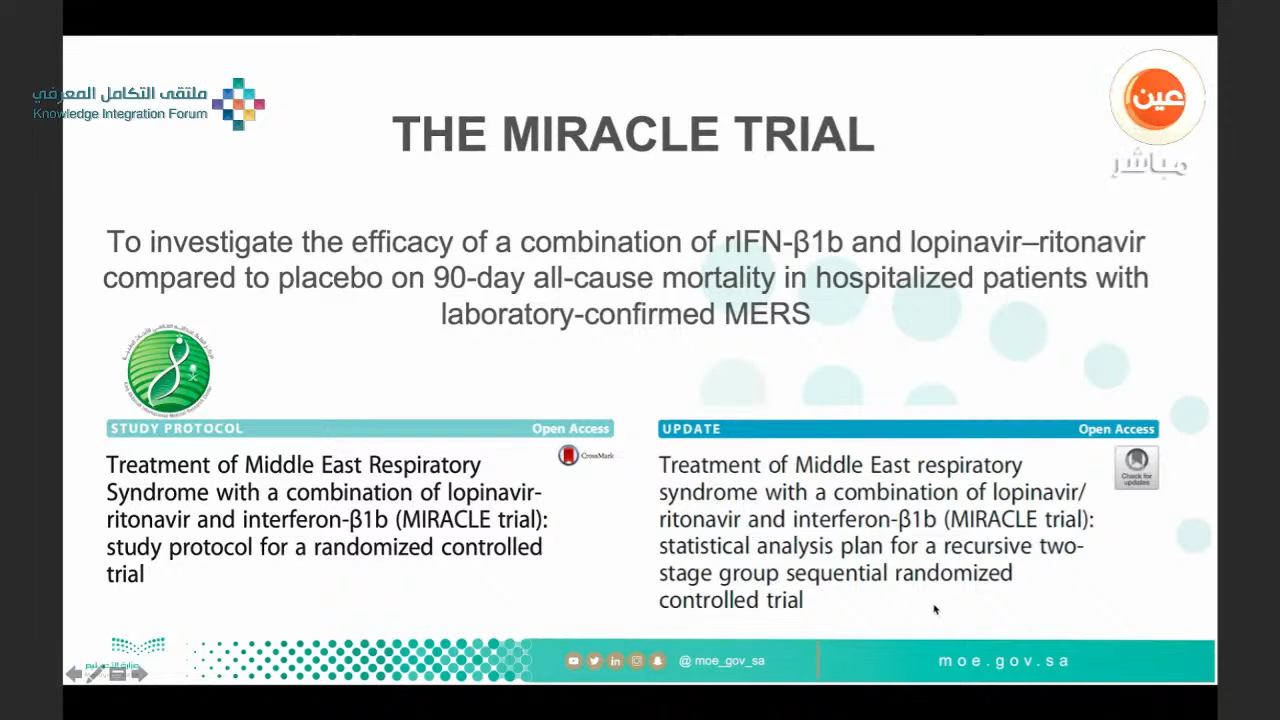 ملتقى التكامل المعرفي
Knowledge Integration Forum
عين
مباشر
THE MIRACLE TRIAL
To investigate the efficacy of a combination of rIFN-β1b and lopinavir–ritonavir
compared to placebo on 90-day all-cause mortality in hospitalized patients with
laboratory-confirmed MERS
STUDY PROTOCOL
Open Access
CrossMark
Treatment of Middle East Respiratory
Syndrome with a combination of lopinavir-
ritonavir and interferon-β1b (MIRACLE trial):
study protocol for a randomized controlled
trial
UPDATE
Open Access
Check for
updates
Treatment of Middle East respiratory
syndrome with a combination of lopinavir/
ritonavir and interferon-β1b (MIRACLE trial):
statistical analysis plan for a recursive two-
stage group sequential randomized
controlled trial
وزارة التعليم
@ moe_gov_sa
moe.gov.sa